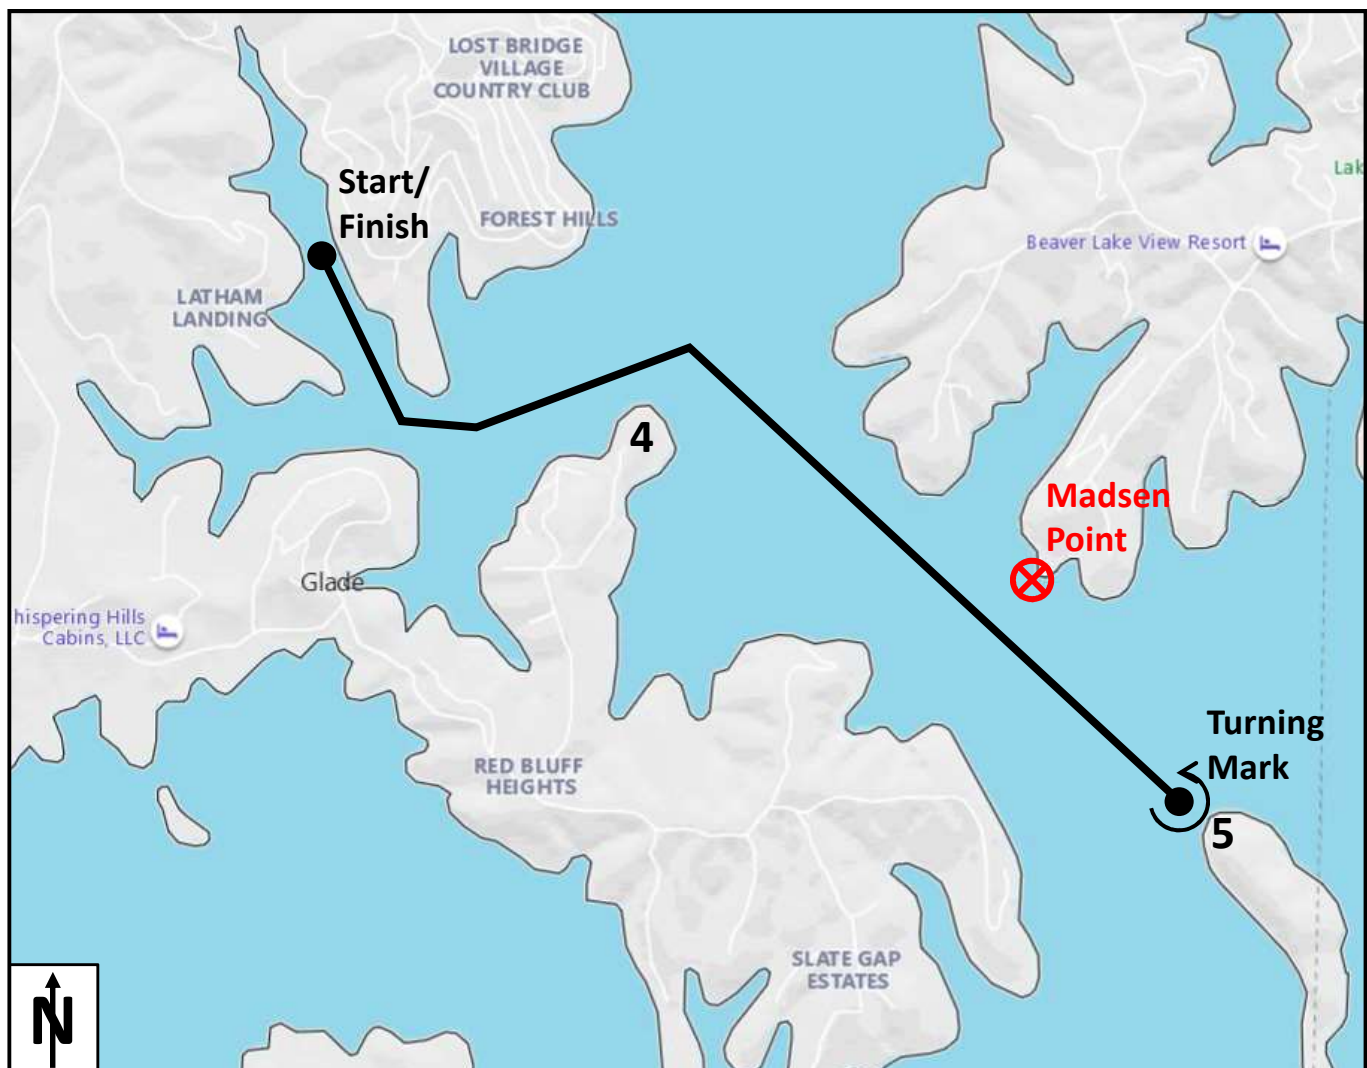 LOST BRIDGE
VILLAGE
COUNTRY CLUB
Lak
Start/
Finish
FOREST HILLS
Beaver Lake View Resort
LATHAM
LANDING
4
Madsen
Point
Glade
hispering Hills
Cabins, LLC
Turning
Mark
RED BLUFF
HEIGHTS
5
SLATE GAP
ESTATES
N